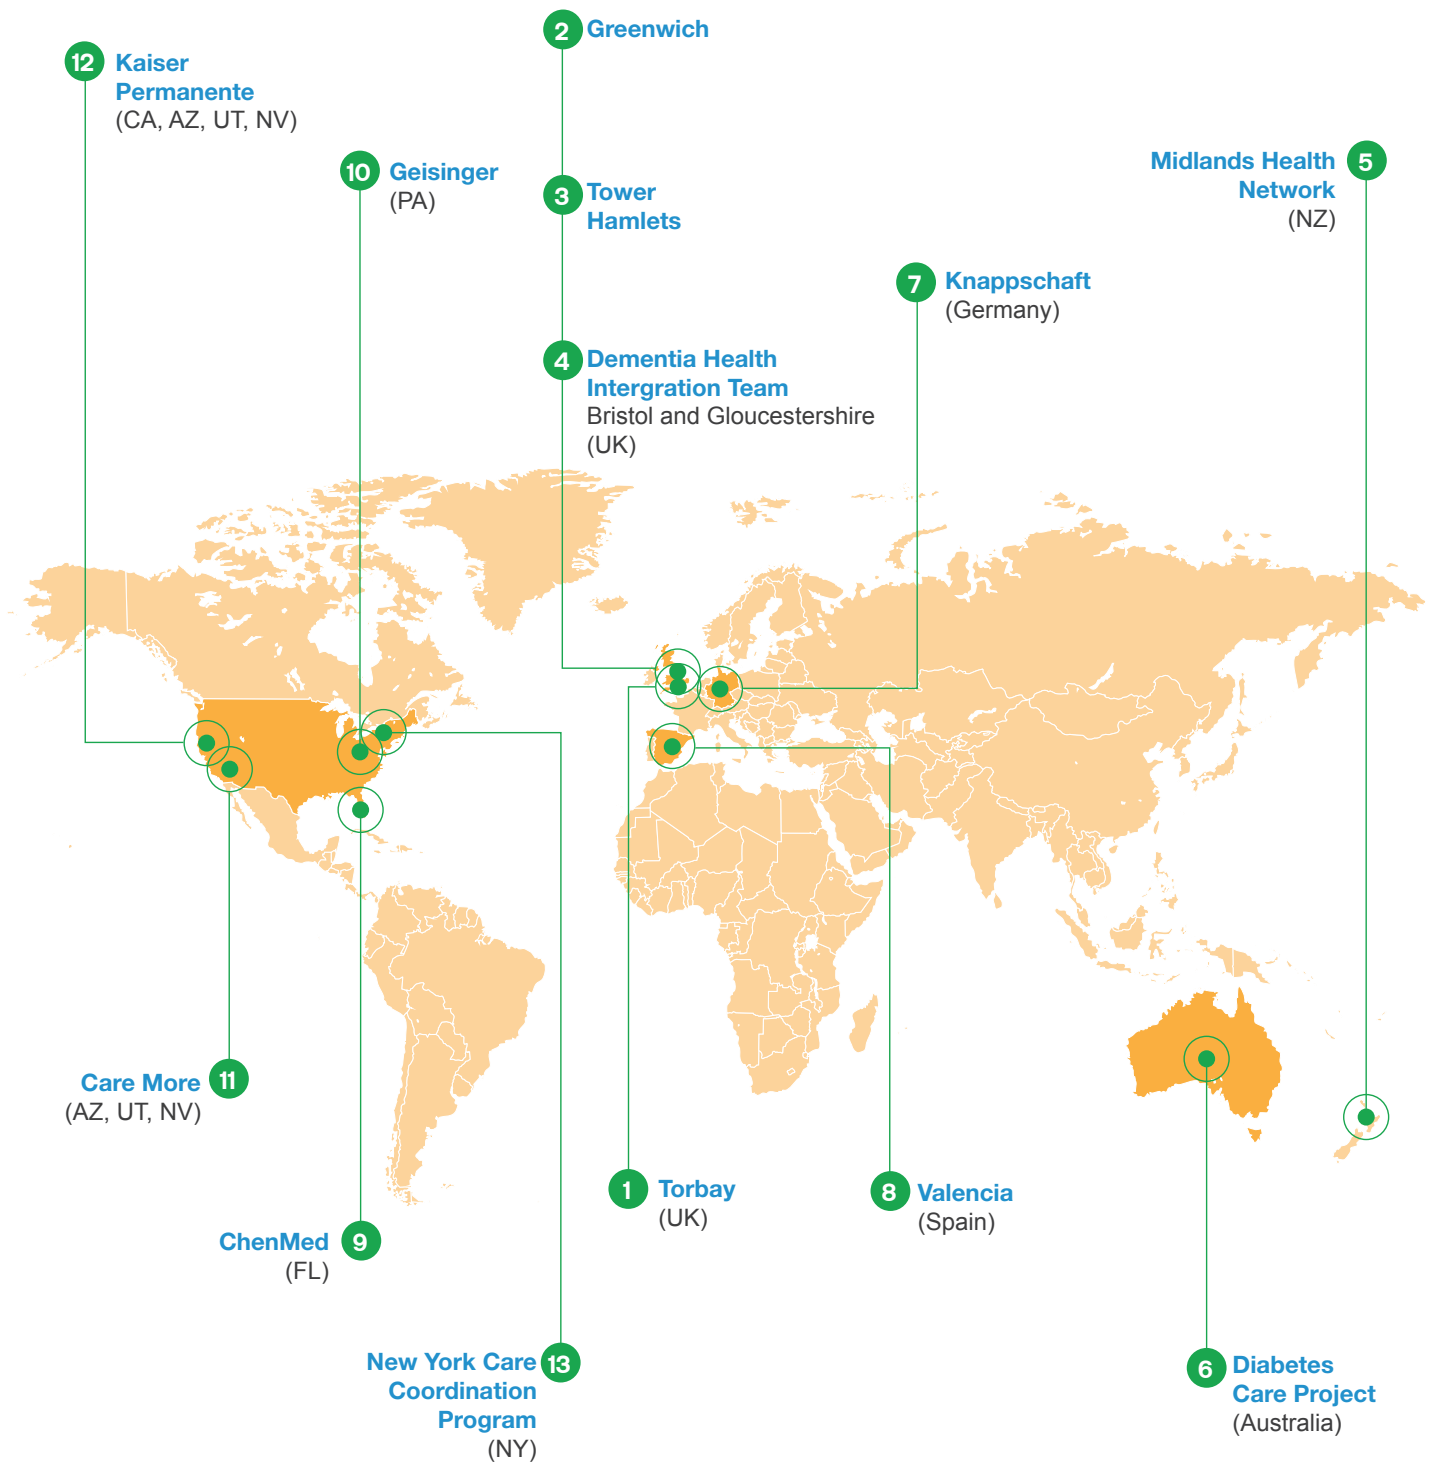 2 Greenwich
12 Kaiser
Permanente
(CA, AZ, UT, NV)
10 Geisinger
(PA)
3 Tower
Hamlets
Midlands Health 5
Network
(NZ)
7 Knappschaft
(Germany)
4 Dementia Health
Intergration Team
Bristol and Gloucestershire
(UK)
Care More 11
(AZ, UT, NV)
1 Torbay
(UK)
8 Valencia
(Spain)
ChenMed 9
(FL)
New York Care 13
Coordination
Program
(NY)
6 Diabetes
Care Project
(Australia)